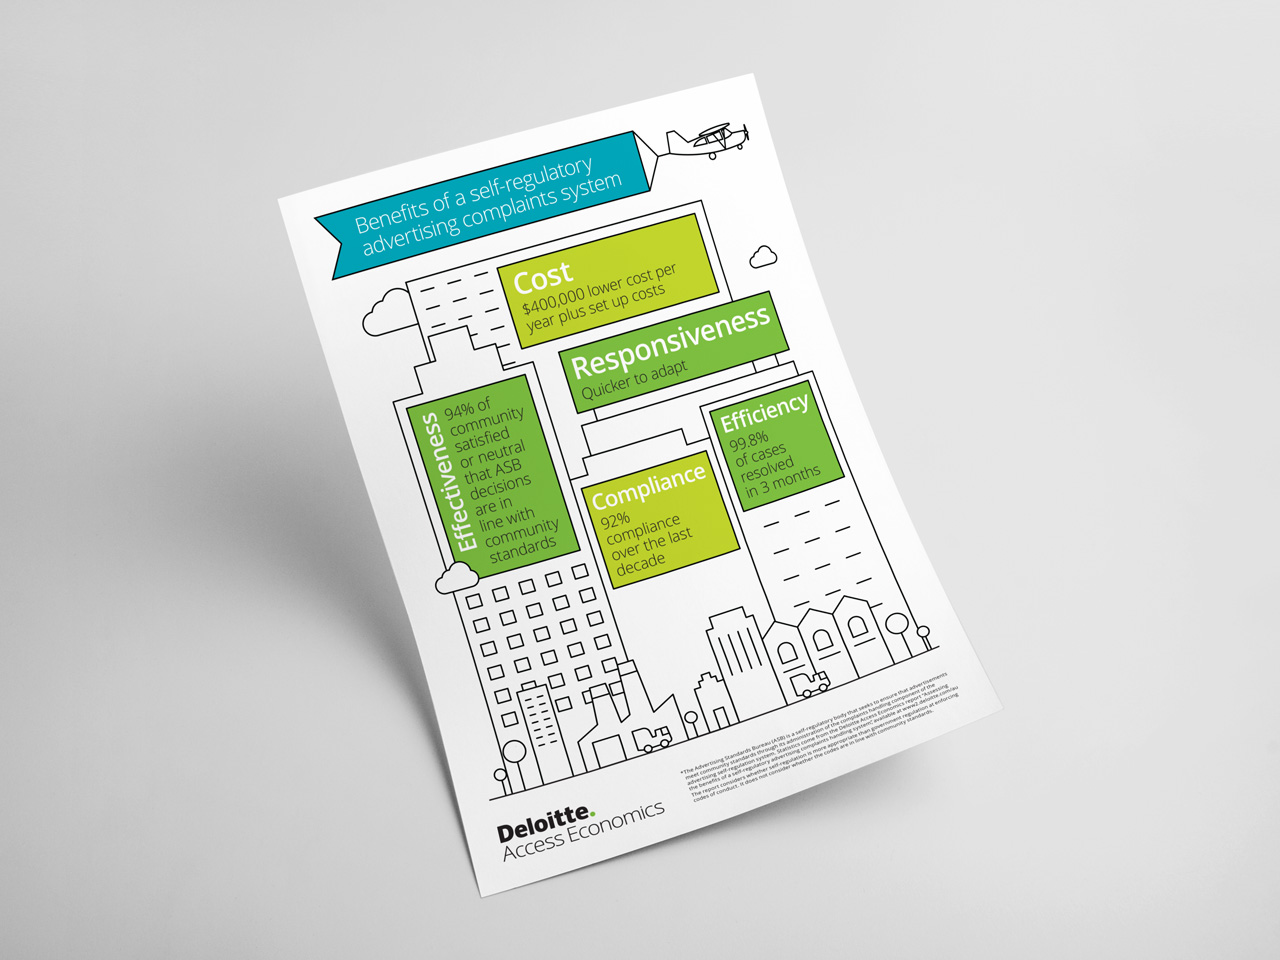 Benefits of a self-regulatory
advertising complaints system
Cost
$400,000 lower cost per
year plus set up costs
Responsiveness
Quicker to adapt
Effectiveness
94% of
community
satisfied
or neutral
that ASB
decisions
are in
line with
community
standards
Efficiency
99.8%
of cases
resolved
in 3 months
Compliance
92%
compliance
over the last
decade
*The Advertising Standards Bureau (ASB) is a self-regulatory body that seeks to ensure that advertisements
meet community standards through its administration of the complaints handling component of the
advertising self-regulation system. Statistics come from the Deloitte Access Economics report "Assessing
the benefits of a self-regulatory advertising complaints handling system" available at www2.deloitte.com/au
The report considers whether self-regulation is more appropriate than government regulation at enforcing
codes of conduct. It does not consider whether the codes are in line with community standards.
Deloitte.
Access Economics